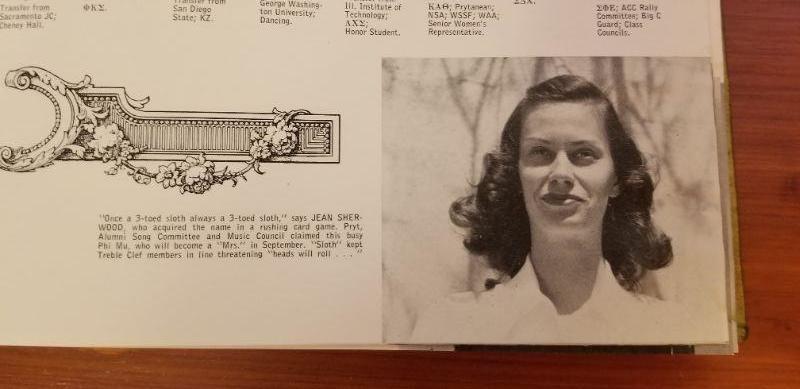 Transfer from
Sacramento JC;
Cheney Hall.
ΦΚΣ.
Transfer from
San Diego
State; KZ.
George Washing-
ton University;
Dancing.
Ill. Institute of
Technology;
ΛΧΣ;
Honor Student.
ΚΑΘ; Prytanean;
NSA; WSSF; WAA;
Senior Women's
Representative.
ΣΦΕ; ACC Rally
Committee; Big C
Guard; Class
Councils.
"Once a 3-toed sloth always a 3-toed sloth," says JEAN SHER-
WOOD, who acquired the name in a rushing card game. Pryt,
Alumni Song Committee and Music Council claimed this busy
Phi Mu, who will become a "Mrs." in September. "Sloth" kept
Treble Clef members in line threatening "heads will roll . . . "